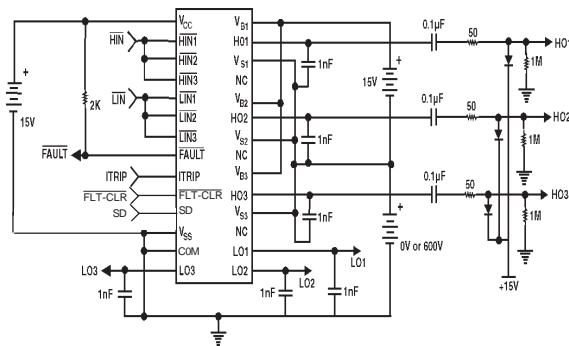 V_CC
HIN
HIN1
HIN2
HIN3
LIN
LIN1
LIN2
LIN3
15V
2K
FAULT
FAULT
ITRIP
ITRIP
FLT-CLR
FLT-CLR
SD
SD
V_SS
COM
LO3
LO3
1nF
V_B1
HO1
V_S1
NC
V_B2
HO2
V_S2
NC
V_B3
HO3
V_S3
NC
LO1
LO2
1nF
1nF
1nF
15V
0V or 600V
LO1
LO2
1nF
1nF
0.1µF
50
HO1
1M
0.1µF
50
HO2
1M
0.1µF
50
HO3
1M
+15V